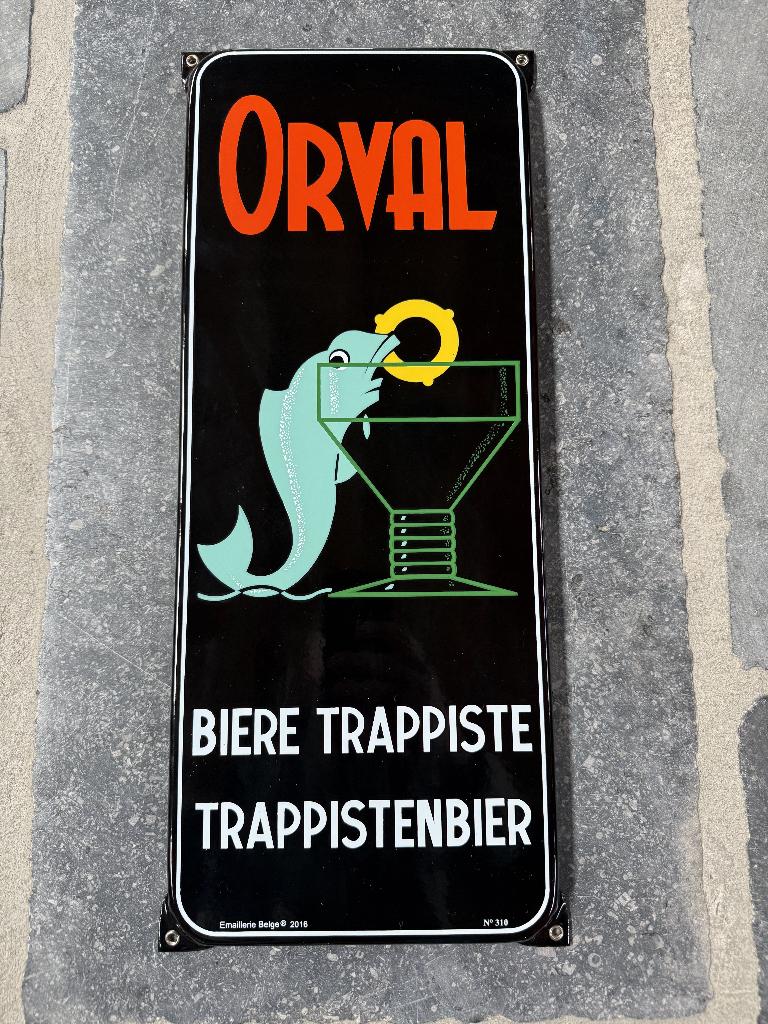 ORVAL
BIERE TRAPPISTE
TRAPPISTENBIER
Emaillerie Belge® 2016
N° 310